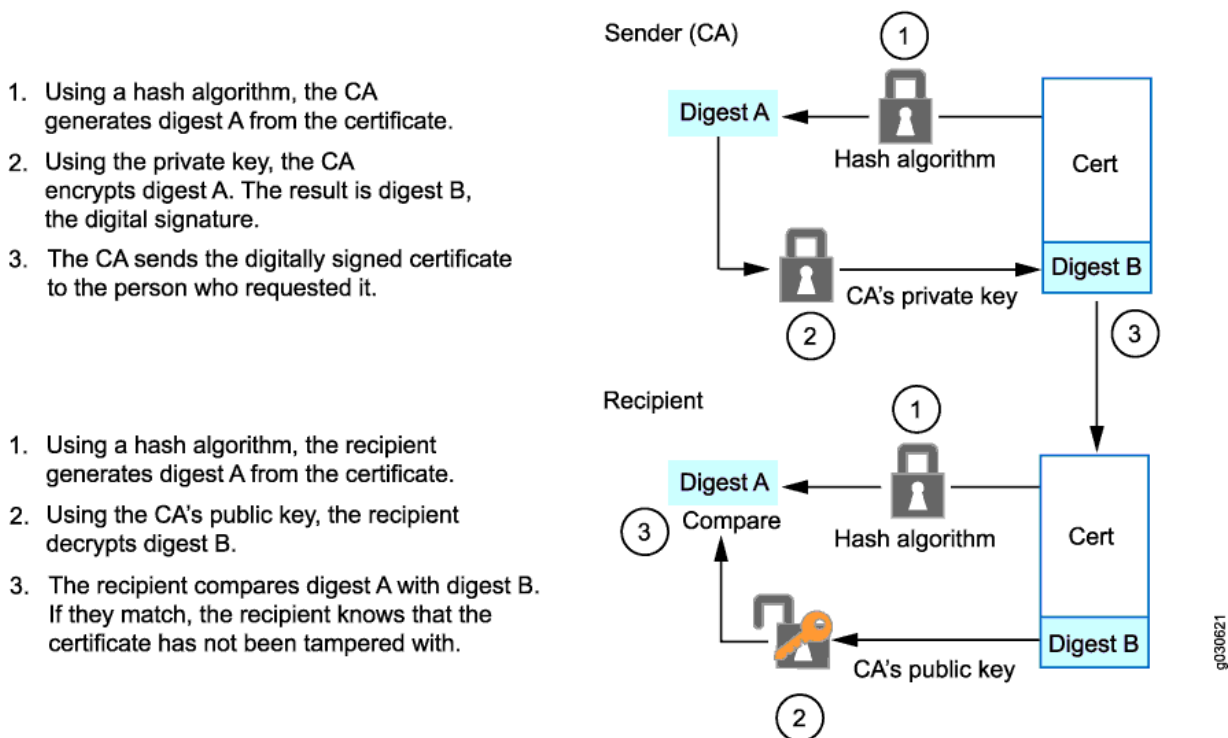 Sender (CA)
1
1. Using a hash algorithm, the CA
generates digest A from the certificate.
2. Using the private key, the CA
encrypts digest A. The result is digest B,
the digital signature.
3. The CA sends the digitally signed certificate
to the person who requested it.
Digest A
Hash algorithm
Cert
Digest B
CA's private key
2
3
Recipient
1
1. Using a hash algorithm, the recipient
generates digest A from the certificate.
2. Using the CA's public key, the recipient
decrypts digest B.
3. The recipient compares digest A with digest B.
If they match, the recipient knows that the
certificate has not been tampered with.
Digest A
3
Compare
Hash algorithm
Cert
Digest B
CA's public key
2
g030621